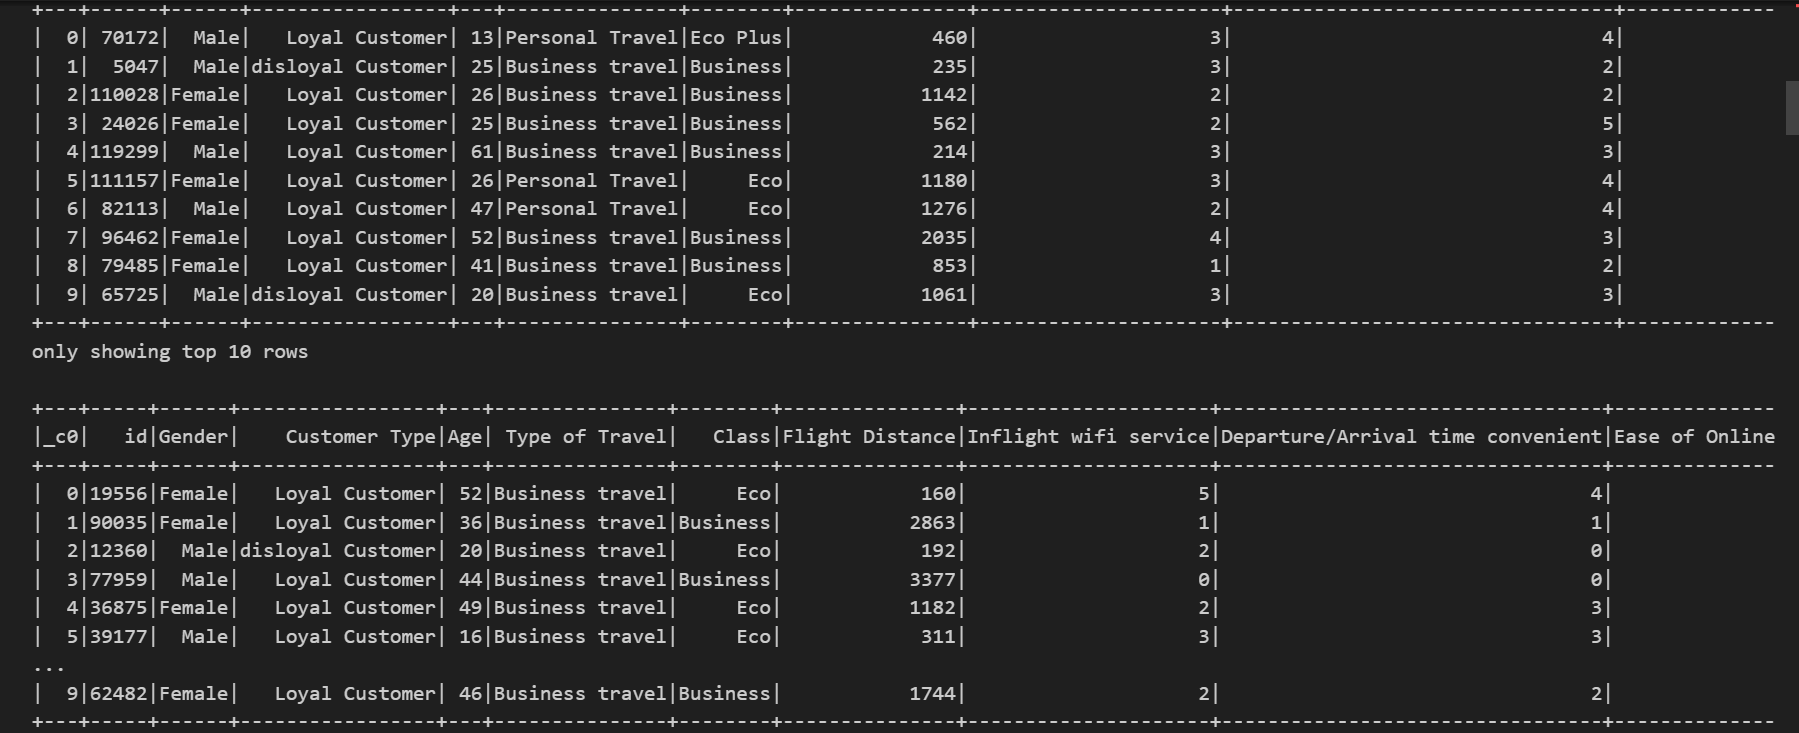 +---+------+------+-----------------+---+---------------+--------+---------------+---------------------+---------------------------------+-------------
|  0| 70172|  Male|   Loyal Customer| 13|Personal Travel|Eco Plus|            460|                    3|                                4|
|  1|  5047|  Male|disloyal Customer| 25|Business travel|Business|            235|                    3|                                2|
|  2|110028|Female|   Loyal Customer| 26|Business travel|Business|           1142|                    2|                                2|
|  3| 24026|Female|   Loyal Customer| 25|Business travel|Business|            562|                    2|                                5|
|  4|119299|  Male|   Loyal Customer| 61|Business travel|Business|            214|                    3|                                3|
|  5|111157|Female|   Loyal Customer| 26|Personal Travel|     Eco|           1180|                    3|                                4|
|  6| 82113|  Male|   Loyal Customer| 47|Personal Travel|     Eco|           1276|                    2|                                4|
|  7| 96462|Female|   Loyal Customer| 52|Business travel|Business|           2035|                    4|                                3|
|  8| 79485|Female|   Loyal Customer| 41|Business travel|Business|            853|                    1|                                2|
|  9| 65725|  Male|disloyal Customer| 20|Business travel|     Eco|           1061|                    3|                                3|
+---+------+------+-----------------+---+---------------+--------+---------------+---------------------+---------------------------------+-------------
only showing top 10 rows
+---+-----+------+-----------------+---+---------------+--------+---------------+---------------------+---------------------------------+--------------
|_c0|   id|Gender|    Customer Type|Age| Type of Travel|   Class|Flight Distance|Inflight wifi service|Departure/Arrival time convenient|Ease of Online
+---+-----+------+-----------------+---+---------------+--------+---------------+---------------------+---------------------------------+--------------
|  0|19556|Female|   Loyal Customer| 52|Business travel|     Eco|            160|                    5|                                4|
|  1|90035|Female|   Loyal Customer| 36|Business travel|Business|           2863|                    1|                                1|
|  2|12360|  Male|disloyal Customer| 20|Business travel|     Eco|            192|                    2|                                0|
|  3|77959|  Male|   Loyal Customer| 44|Business travel|Business|           3377|                    0|                                0|
|  4|36875|Female|   Loyal Customer| 49|Business travel|     Eco|           1182|                    2|                                3|
|  5|39177|  Male|   Loyal Customer| 16|Business travel|     Eco|            311|                    3|                                3|
...
|  9|62482|Female|   Loyal Customer| 46|Business travel|Business|           1744|                    2|                                2|
+---+-----+------+-----------------+---+---------------+--------+---------------+---------------------+---------------------------------+--------------